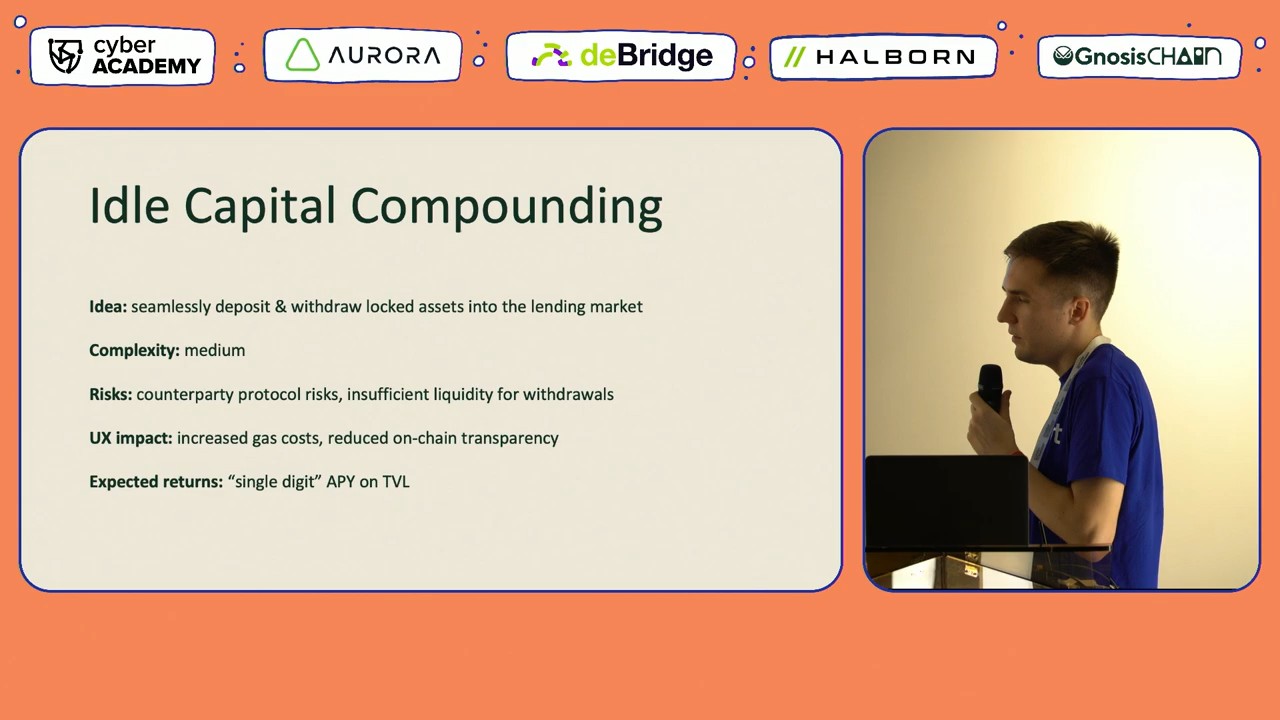 cyber
ACADEMY
AURORA
deBridge
HALBORN
GnosisCHAIN
Idle Capital Compounding
Idea: seamlessly deposit & withdraw locked assets into the lending market
Complexity: medium
Risks: counterparty protocol risks, insufficient liquidity for withdrawals
UX impact: increased gas costs, reduced on-chain transparency
Expected returns: “single digit” APY on TVL